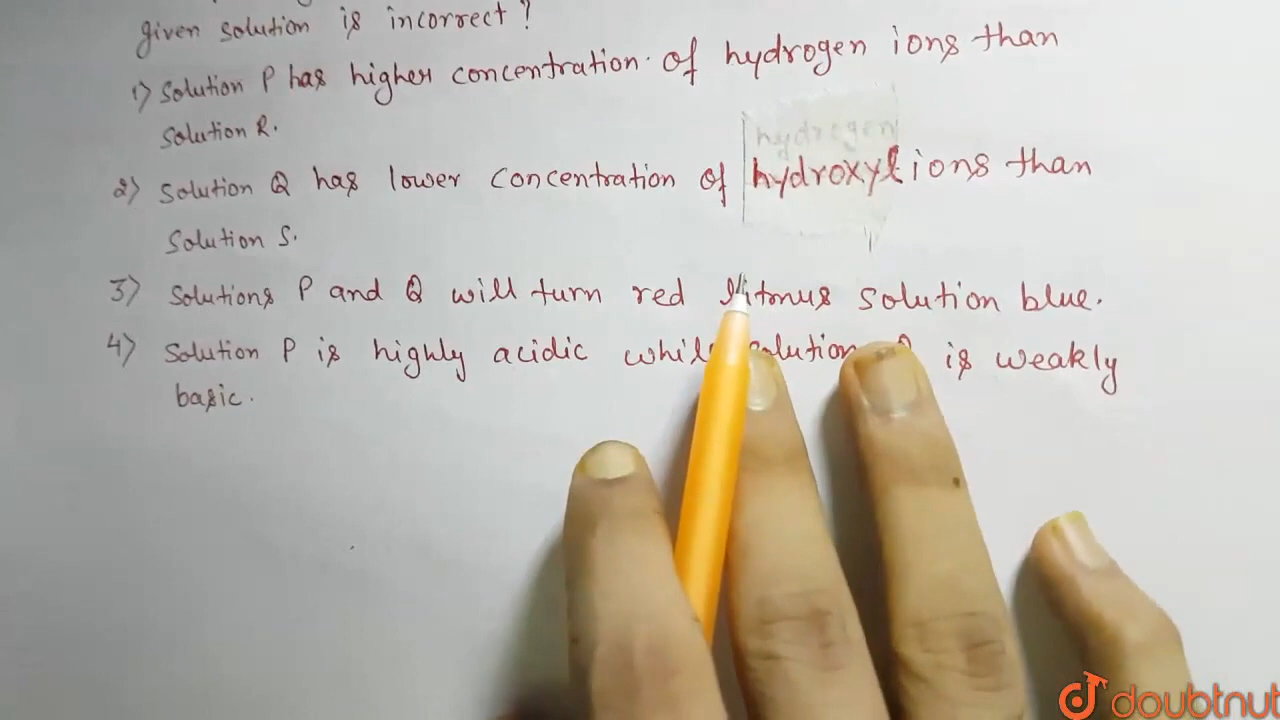 given solution is incorrect?
1) Solution P has higher concentration of hydrogen ions than
Solution R.
hydrogen
2) Solution Q has lower concentration of hydroxyl ions than
Solution S.
3) Solutions P and Q will turn red litmus solution blue.
4) Solution P is highly acidic while solution is weakly
basic.
doubtnut